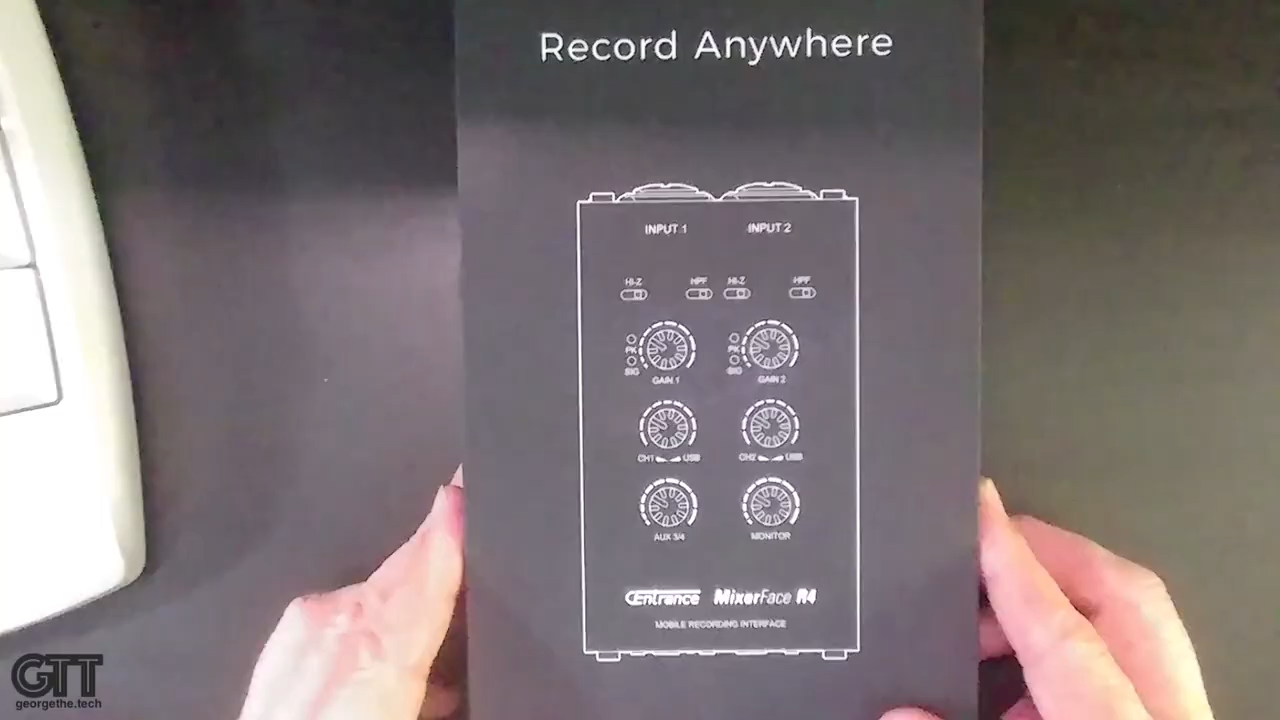 Record Anywhere
INPUT 1 INPUT 2
HI-Z HPF HI-Z HPF
PK PK
SIG SIG
GAIN 1 GAIN 2
CH1 USB CH2 USB
AUX 3/4 MONITOR
CEntrance MixerFace R4
MOBILE RECORDING INTERFACE
GTT
georgethe.tech